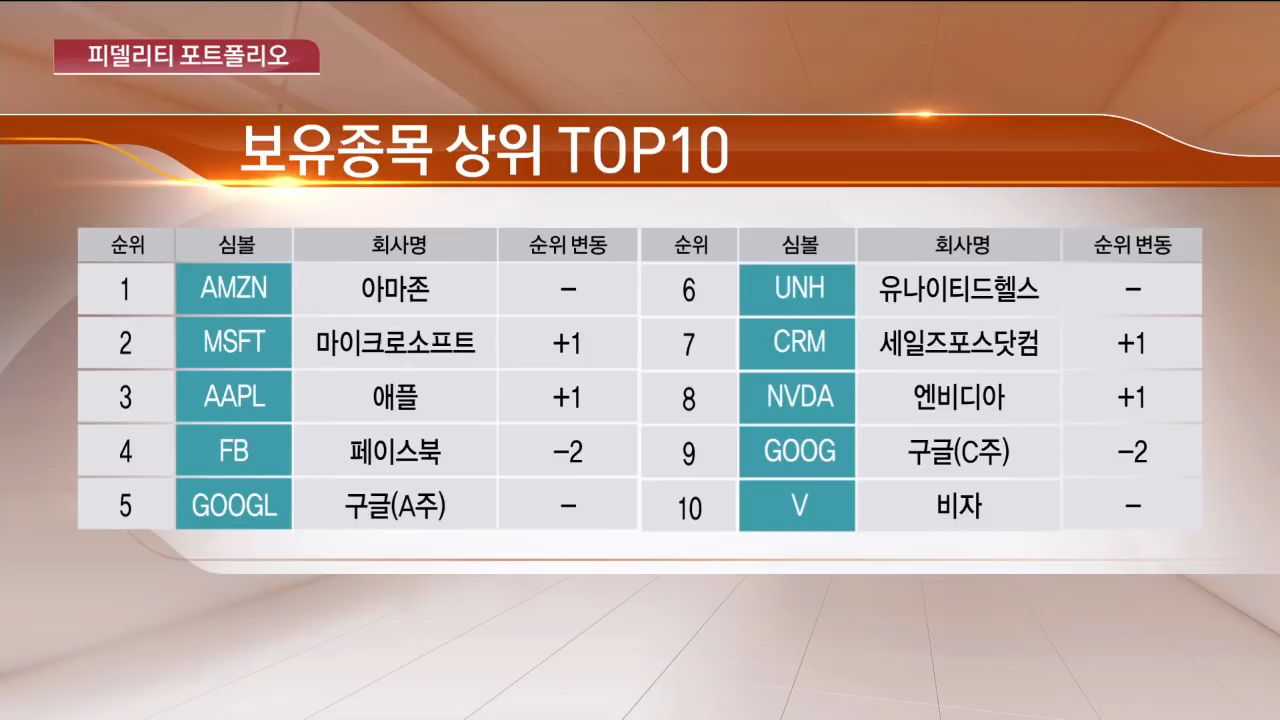 피델리티 포트폴리오
보유종목 상위 TOP10
순위 심볼 회사명 순위 변동 순위 심볼 회사명 순위 변동
1 AMZN 아마존 – 6 UNH 유나이티드헬스 –
2 MSFT 마이크로소프트 +1 7 CRM 세일즈포스닷컴 +1
3 AAPL 애플 +1 8 NVDA 엔비디아 +1
4 FB 페이스북 –2 9 GOOG 구글(C주) –2
5 GOOGL 구글(A주) – 10 V 비자 –